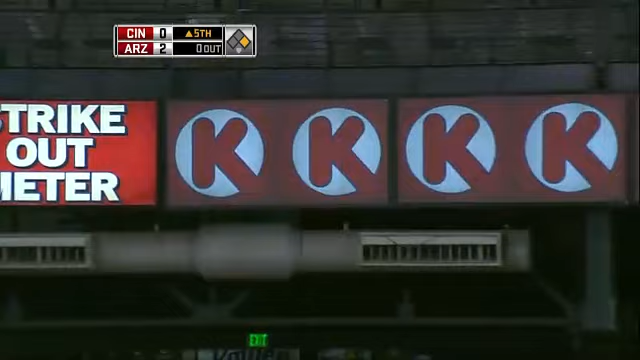 CIN 0 ▲5TH
ARZ 2 0 OUT
STRIKE K K K K
OUT
METER
EXIT